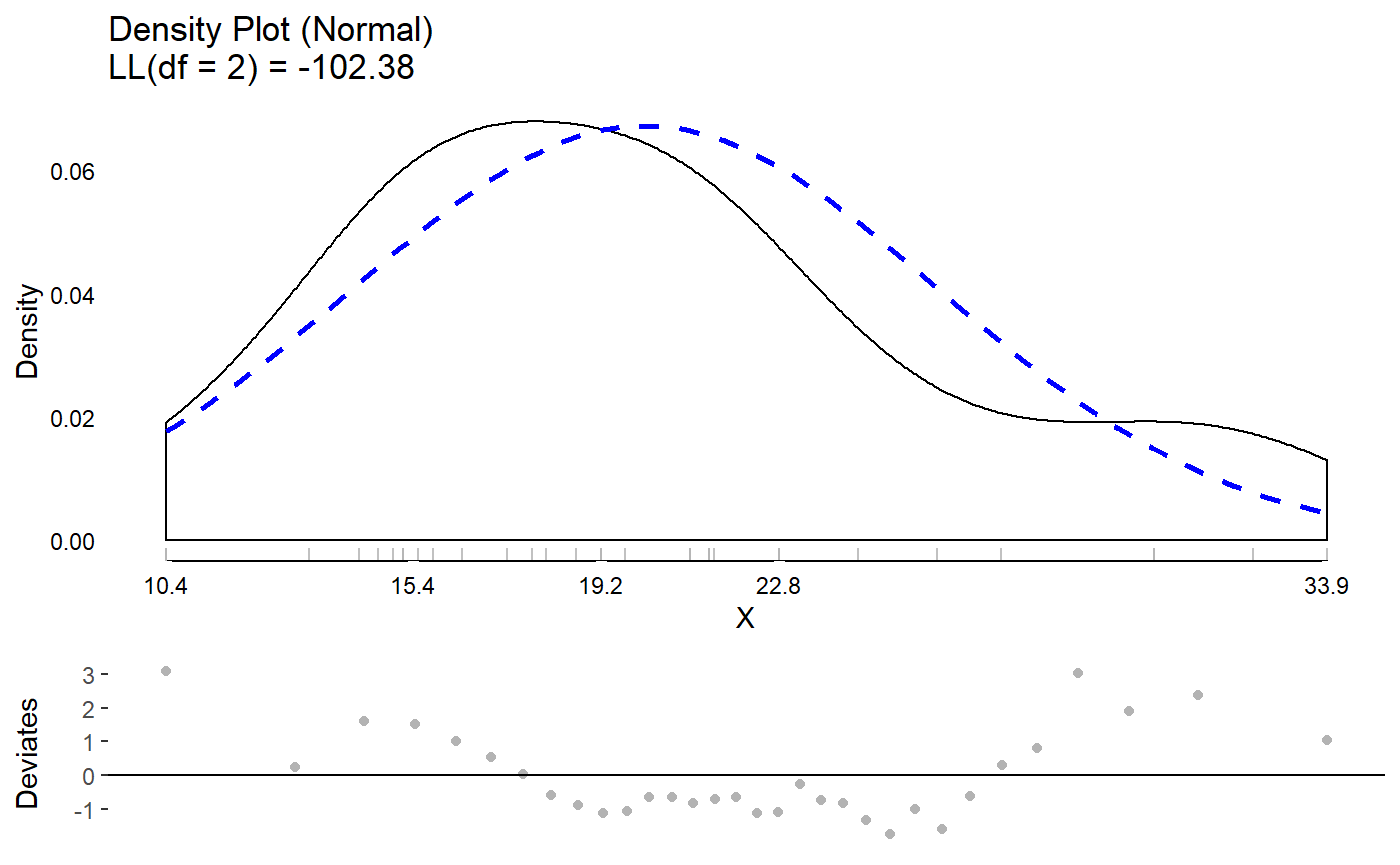 Density Plot (Normal)
LL(df = 2) = -102.38
Density
0.06
0.04
0.02
0.00
10.4 15.4 19.2 22.8 33.9
X
Deviates
3
2
1
0
-1